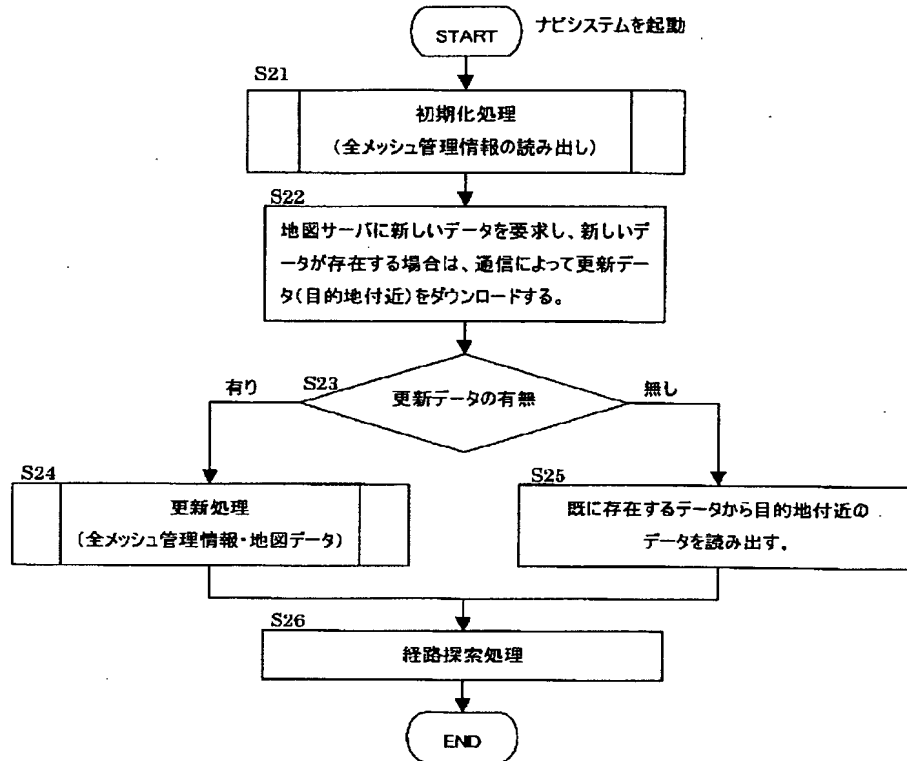 START
ナビシステムを起動
S21
初期化処理
(全メッシュ管理情報の読み出し)
S22
地図サーバに新しいデータを要求し、新しいデ
ータが存在する場合は、通信によって更新デー
タ(目的地付近)をダウンロードする。
S23
更新データの有無
有り
無し
S24
更新処理
(全メッシュ管理情報・地図データ)
S25
既に存在するデータから目的地付近の
データを読み出す。
S26
経路探索処理
END